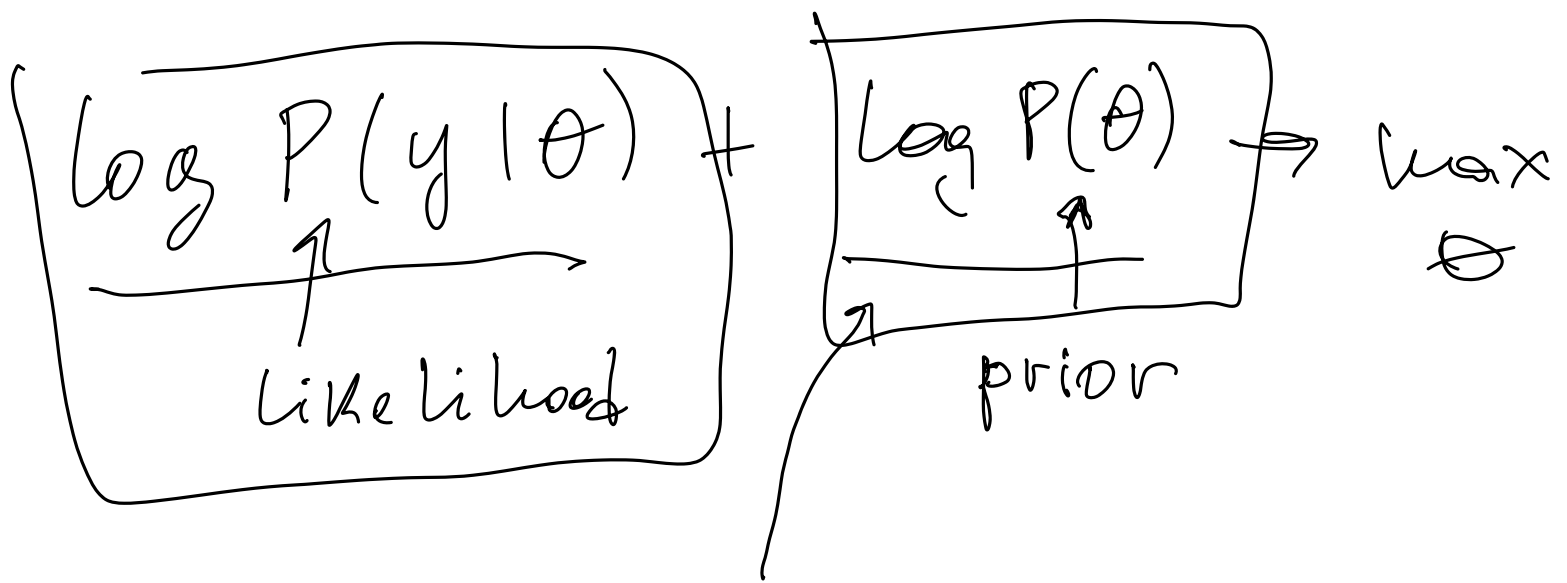 log P(y|θ) + log P(θ) → max
θ
likelihood
prior